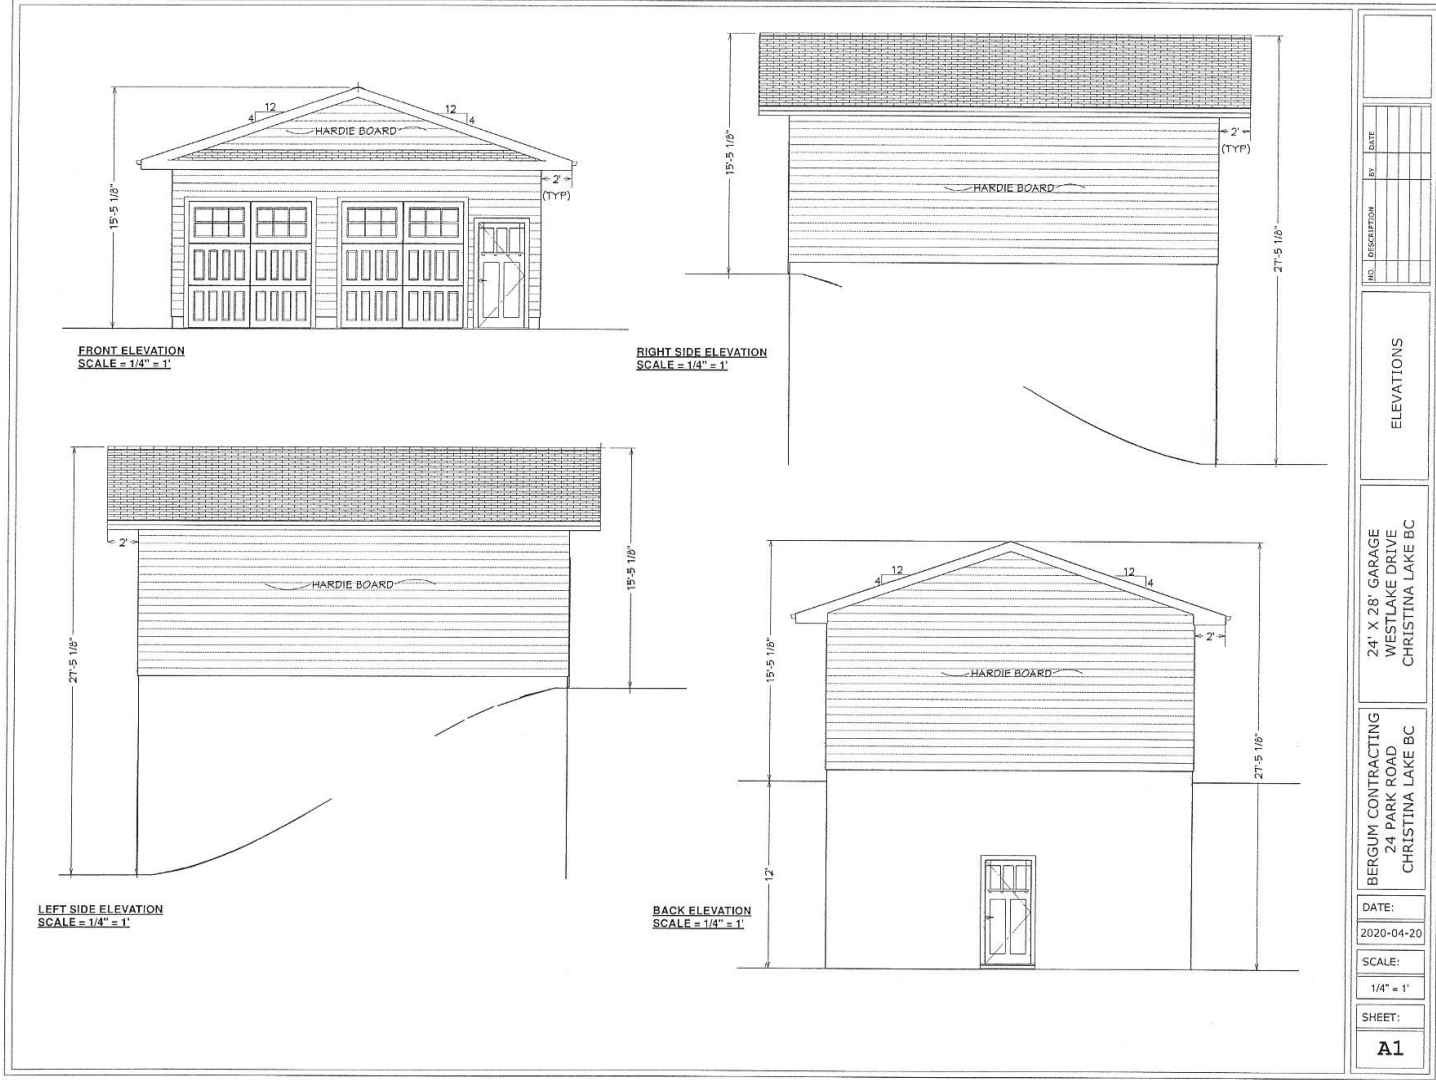 12
4
12
4
HARDIE BOARD
2'
(TYP)
15'-5 1/8"
FRONT ELEVATION
SCALE = 1/4" = 1'
15'-5 1/8"
2'
(TYP)
HARDIE BOARD
27'-5 1/8"
RIGHT SIDE ELEVATION
SCALE = 1/4" = 1'
2'
HARDIE BOARD
15'-5 1/8"
27'-5 1/8"
LEFT SIDE ELEVATION
SCALE = 1/4" = 1'
12
4
12
4
2'
15'-5 1/8"
HARDIE BOARD
27'-5 1/8"
12'
BACK ELEVATION
SCALE = 1/4" = 1'
NO. DESCRIPTION BY DATE
ELEVATIONS
24' X 28' GARAGE
WESTLAKE DRIVE
CHRISTINA LAKE BC
BERGUM CONTRACTING
24 PARK ROAD
CHRISTINA LAKE BC
DATE:
2020-04-20
SCALE:
1/4" = 1'
SHEET:
A1